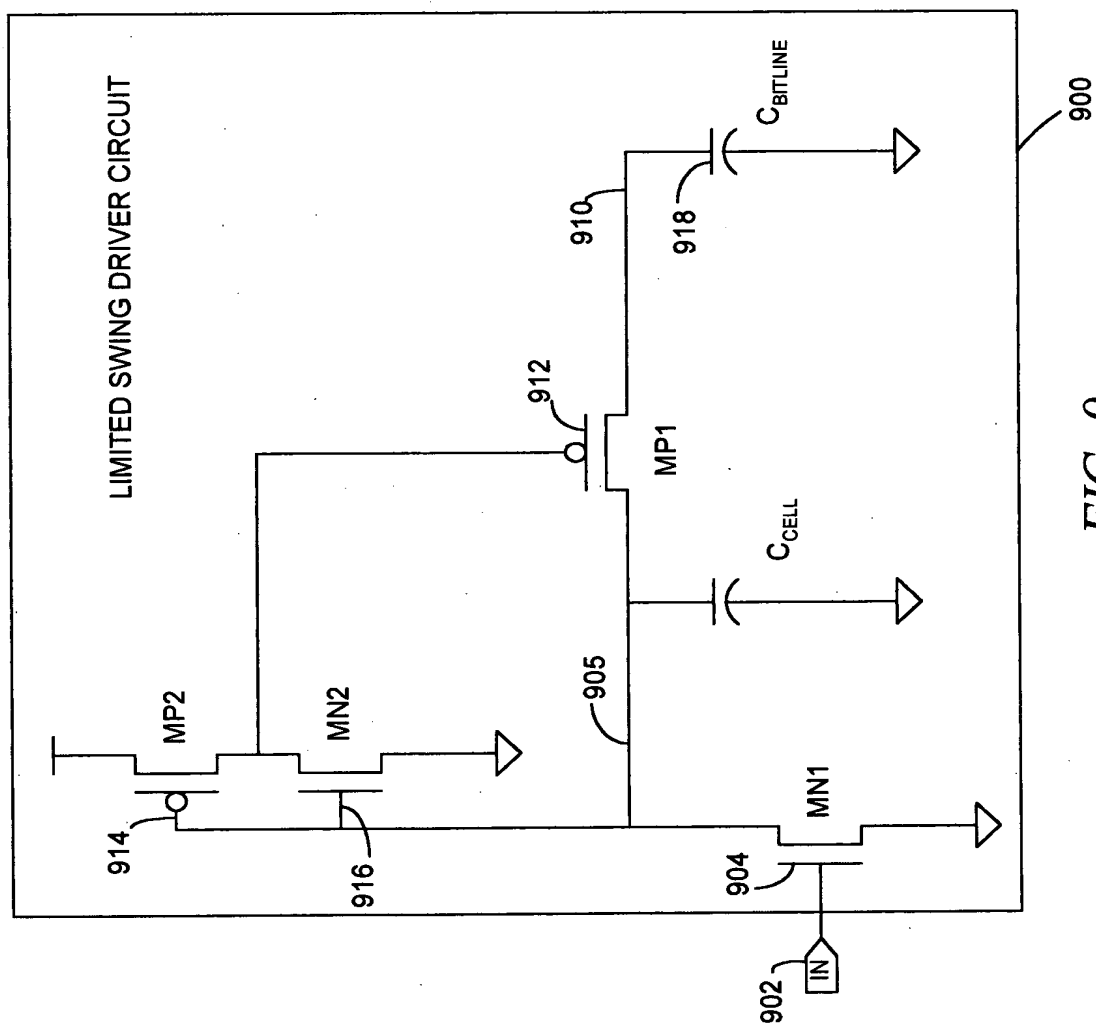 LIMITED SWING DRIVER CIRCUIT
MP2
914
MN2
916
912
MP1
910
918
C_BITLINE
905
C_CELL
904
MN1
902
IN
900
FIG. 9